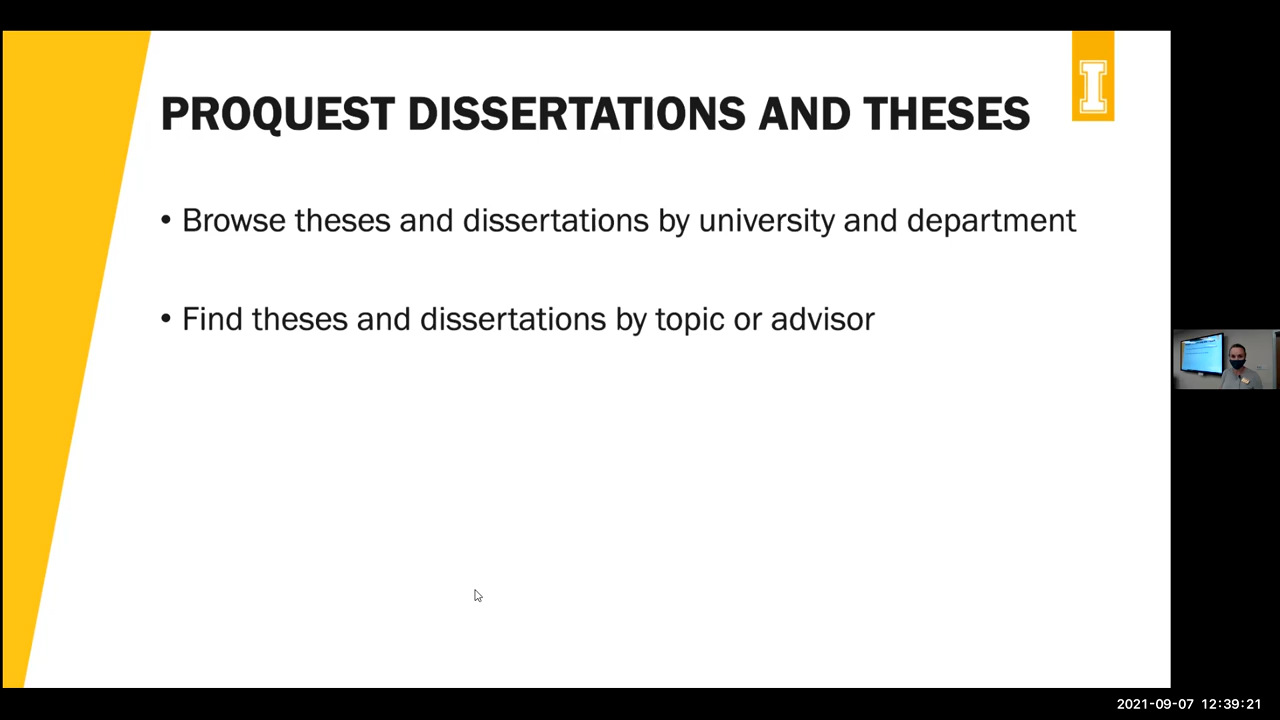 PROQUEST DISSERTATIONS AND THESES
I
• Browse theses and dissertations by university and department
• Find theses and dissertations by topic or advisor
2021-09-07 12:39:21